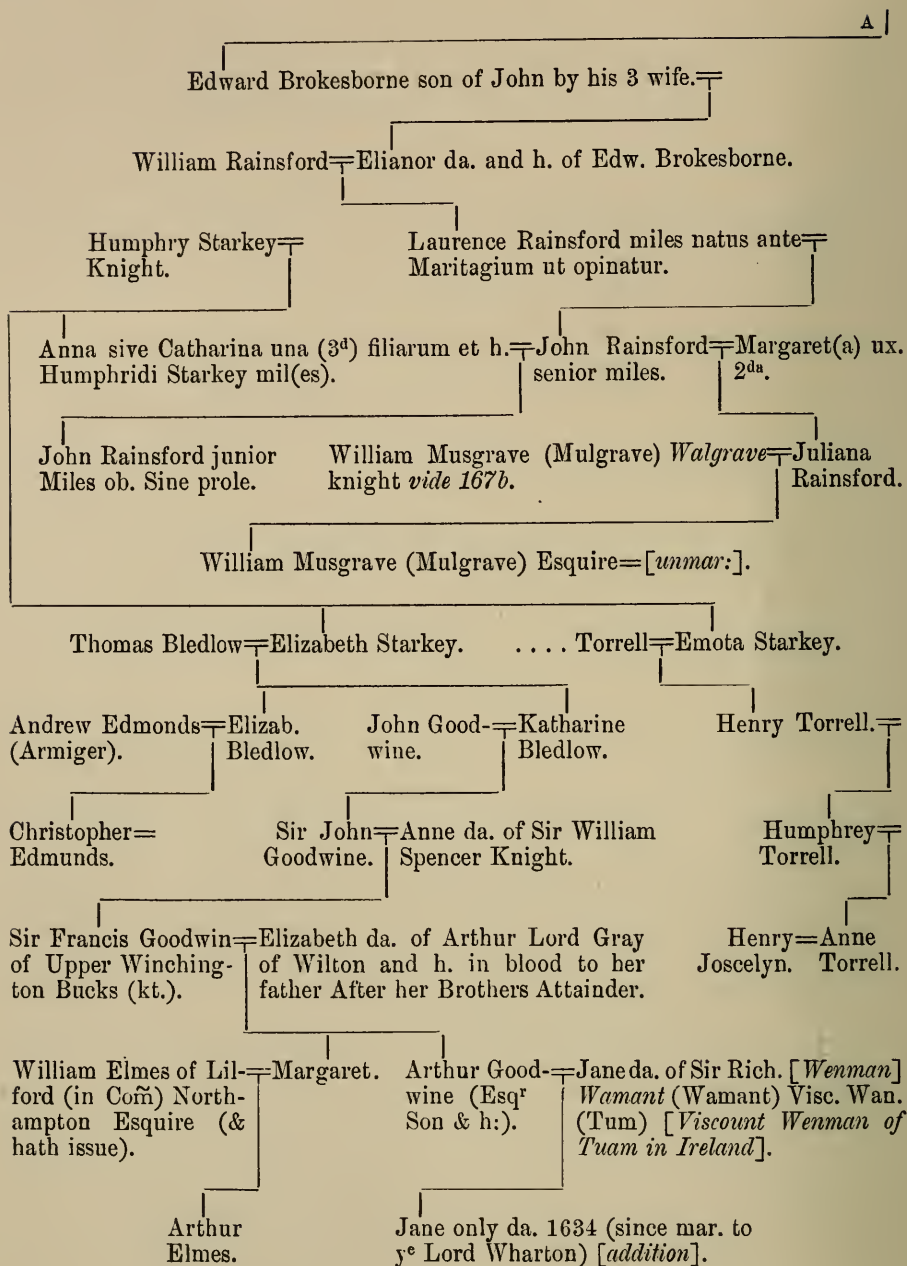 A
Edward Brokesborne son of John by his 3 wife.
William Rainsford=Elianor da. and h. of Edw. Brokesborne.
Humphry Starkey=
Knight.
Laurence Rainsford miles natus ante=
Maritagium ut opinatur.
Anna sive Catharina una (3ᵈ) filiarum et h.=John Rainsford=Margaret(a) ux.
Humphridi Starkey mil(es).
senior miles.
2ᵈᵃ.
John Rainsford junior
Miles ob. Sine prole.
William Musgrave (Mulgrave) Walgrave=Juliana
knight vide 167b.
Rainsford.
William Musgrave (Mulgrave) Esquire=[unmar:].
Thomas Bledlow=Elizabeth Starkey.
. . . . Torrell=Emota Starkey.
Andrew Edmonds=Elizab.
(Armiger). Bledlow.
John Good-=Katharine
wine. Bledlow.
Henry Torrell.=
Christopher=
Edmunds.
Sir John=Anne da. of Sir William
Goodwine. Spencer Knight.
Humphrey=
Torrell.
Sir Francis Goodwin=Elizabeth da. of Arthur Lord Gray
of Upper Winching- of Wilton and h. in blood to her
ton Bucks (kt.). father After her Brothers Attainder.
Henry=Anne
Joscelyn. Torrell.
William Elmes of Lil-=Margaret.
ford (in Com̃) North-
ampton Esquire (&
hath issue).
Arthur Good-=Jane da. of Sir Rich. [Wenman]
wine (Esqʳ Wamant (Wamant) Visc. Wan.
Son & h:). (Tum) [Viscount Wenman of
Tuam in Ireland].
Arthur
Elmes.
Jane only da. 1634 (since mar. to
yᵉ Lord Wharton) [addition].